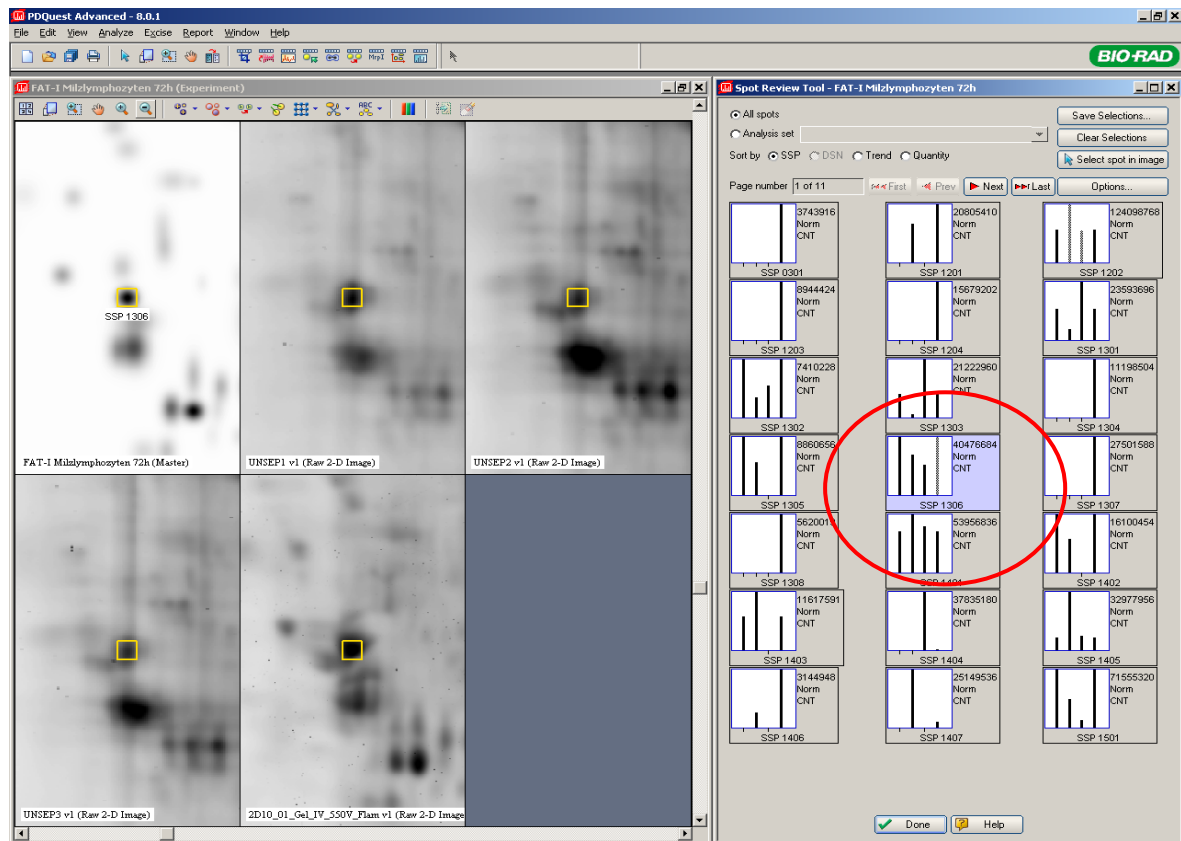 PDQuest Advanced - 8.0.1
File Edit View Analyze Excise Report Window Help
BIO-RAD
FAT-I Milzlymphozyten 72h (Experiment)
SSP 1306
FAT-I Milzlymphozyten 72h (Master)
UNSEP1 v1 (Raw 2-D Image)
UNSEP2 v1 (Raw 2-D Image)
UNSEP3 v1 (Raw 2-D Image)
2D10_01_Gel_IV_550V_Flam v1 (Raw 2-D Image
Spot Review Tool - FAT-I Milzlymphozyten 72h
All spots
Save Selections...
Analysis set
Clear Selections
Sort by SSP DSN Trend Quantity
Select spot in image
Page number 1 of 11 First Prev Next Last Options...
3743916
Norm
CNT
SSP 0301
20805410
Norm
CNT
SSP 1201
124098768
Norm
CNT
SSP 1202
8944424
Norm
CNT
SSP 1203
15679202
Norm
CNT
SSP 1204
23593696
Norm
CNT
SSP 1301
7410228
Norm
CNT
SSP 1302
21222960
Norm
CNT
SSP 1303
11198504
Norm
CNT
SSP 1304
8860656
Norm
CNT
SSP 1305
40476684
Norm
CNT
SSP 1306
27501588
Norm
CNT
SSP 1307
Norm
CNT
SSP 1308
53956836
Norm
CNT
SSP 1401
16100454
Norm
CNT
SSP 1402
11617591
Norm
CNT
SSP 1403
37835180
Norm
CNT
SSP 1404
32977956
Norm
CNT
SSP 1405
3144948
Norm
CNT
SSP 1406
25149536
Norm
CNT
SSP 1407
71555320
Norm
CNT
SSP 1501
Done Help